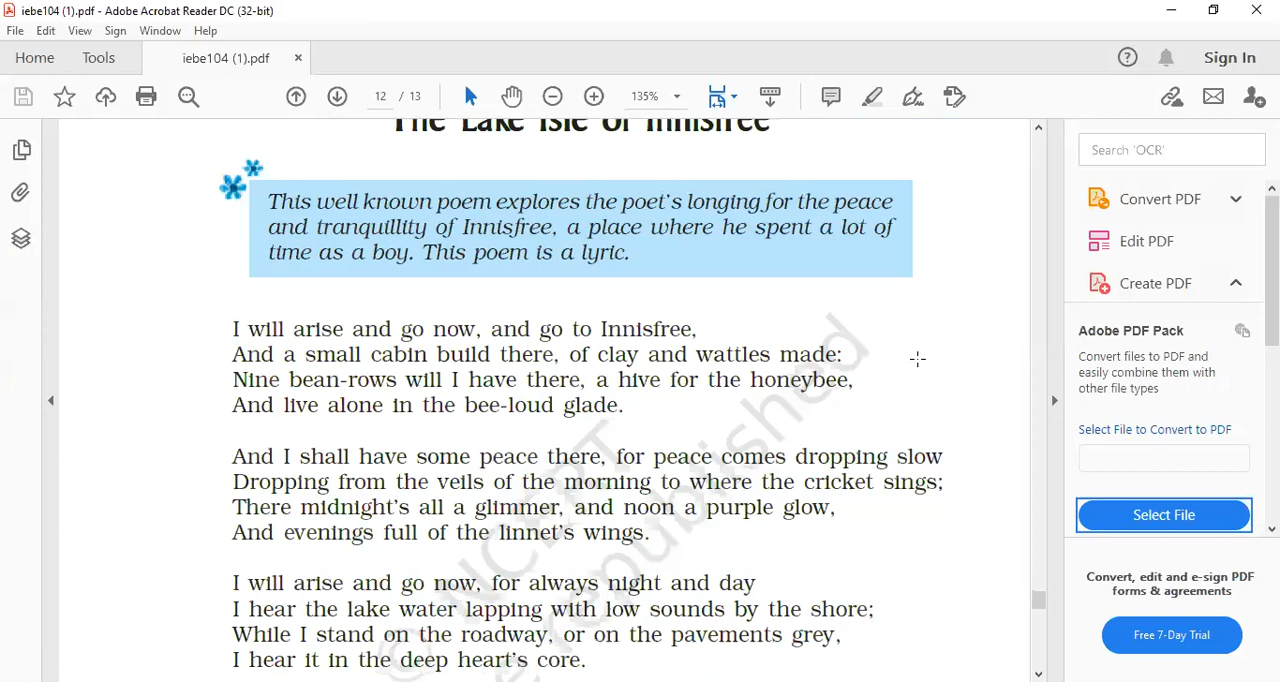 iebe104 (1).pdf - Adobe Acrobat Reader DC (32-bit)
File Edit View Sign Window Help
Home Tools iebe104 (1).pdf × Sign In
12 / 13 135%
The Lake Isle of Innisfree
Search 'OCR'
This well known poem explores the poet's longing for the peace
and tranquillity of Innisfree, a place where he spent a lot of
time as a boy. This poem is a lyric.
I will arise and go now, and go to Innisfree,
And a small cabin build there, of clay and wattles made:
Nine bean-rows will I have there, a hive for the honeybee,
And live alone in the bee-loud glade.
And I shall have some peace there, for peace comes dropping slow
Dropping from the veils of the morning to where the cricket sings;
There midnight's all a glimmer, and noon a purple glow,
And evenings full of the linnet's wings.
I will arise and go now, for always night and day
I hear the lake water lapping with low sounds by the shore;
While I stand on the roadway, or on the pavements grey,
I hear it in the deep heart's core.
© NCERT
be republished
Convert PDF
Edit PDF
Create PDF
Adobe PDF Pack
Convert files to PDF and
easily combine them with
other file types
Select File to Convert to PDF
Select File
Convert, edit and e-sign PDF
forms & agreements
Free 7-Day Trial